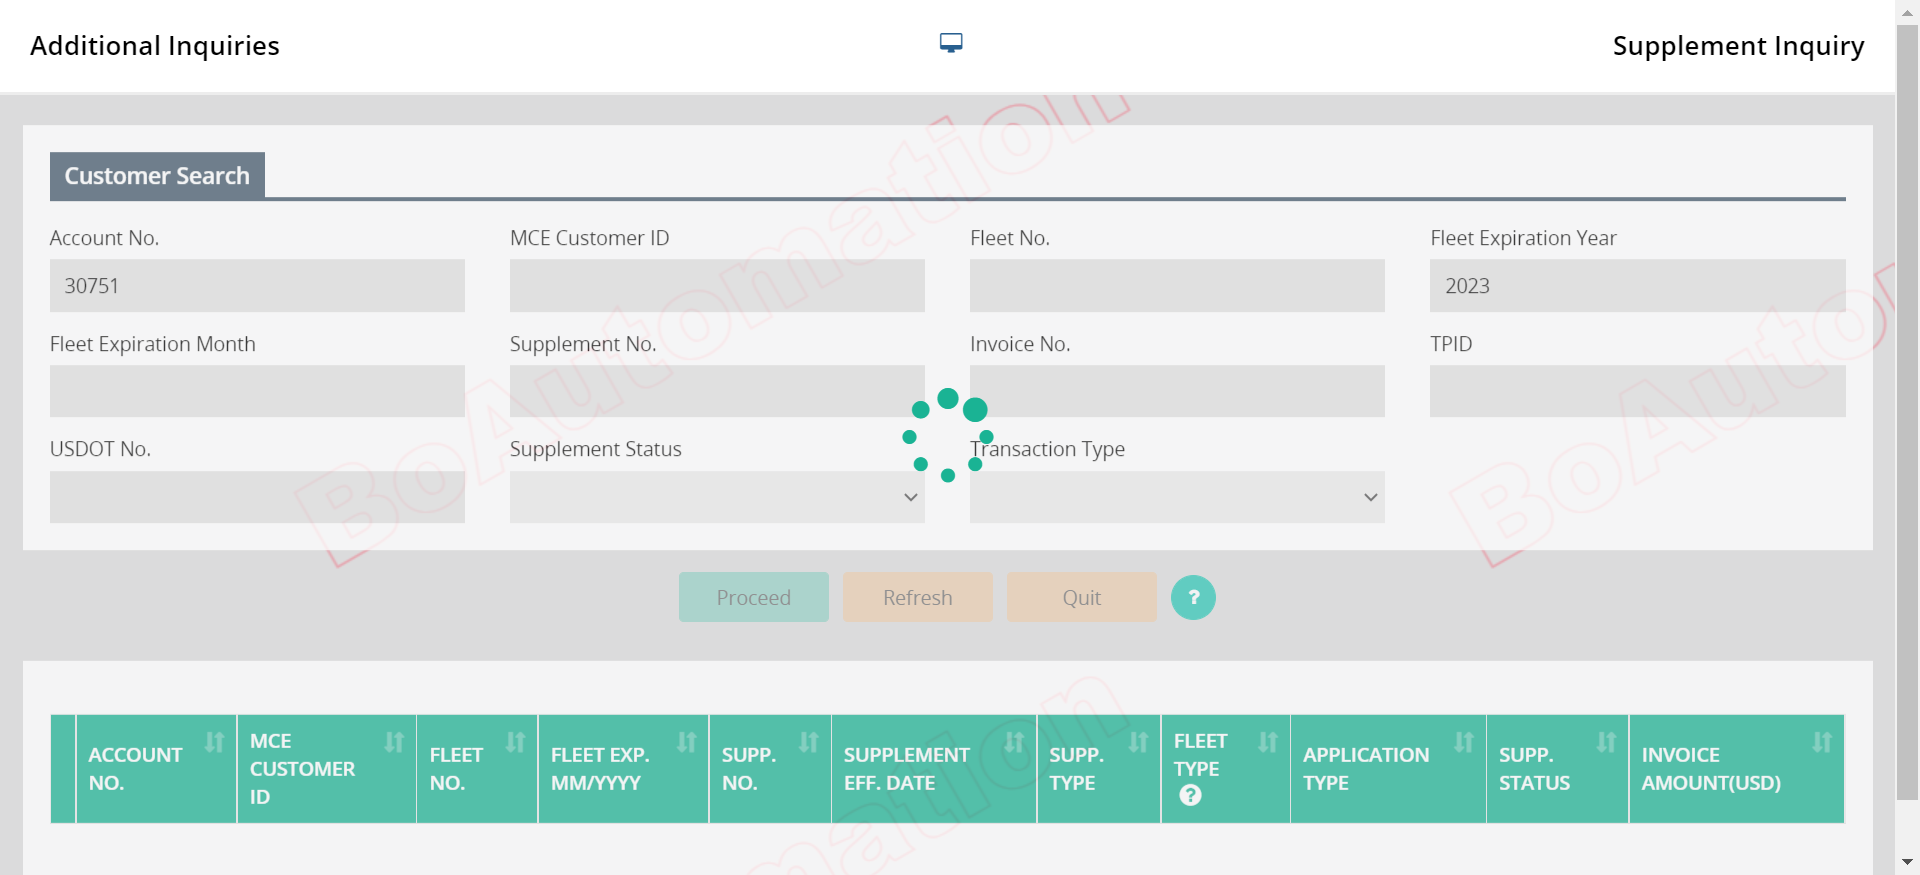 Additional Inquiries
Supplement Inquiry
Customer Search
Account No.
MCE Customer ID
Fleet No.
Fleet Expiration Year
30751
2023
Fleet Expiration Month
Supplement No.
Invoice No.
TPID
USDOT No.
Supplement Status
Transaction Type
Proceed
Refresh
Quit
?
ACCOUNT
NO.
MCE
CUSTOMER
ID
FLEET
NO.
FLEET EXP.
MM/YYYY
SUPP.
NO.
SUPPLEMENT
EFF. DATE
SUPP.
TYPE
FLEET
TYPE
?
APPLICATION
TYPE
SUPP.
STATUS
INVOICE
AMOUNT(USD)
BoAutomation
BoAuton
mation